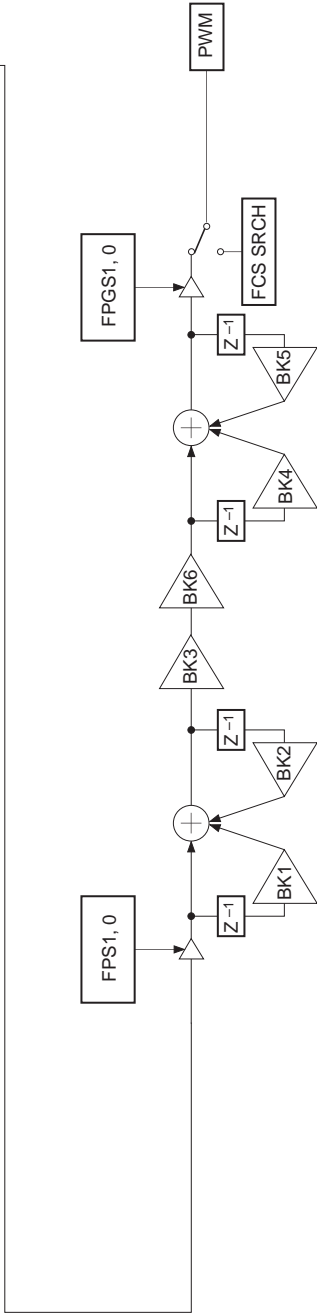 FPS1, 0
Z⁻¹
BK1
Z⁻¹
BK2
BK3
BK6
Z⁻¹
BK4
Z⁻¹
BK5
FPGS1, 0
FCS SRCH
PWM